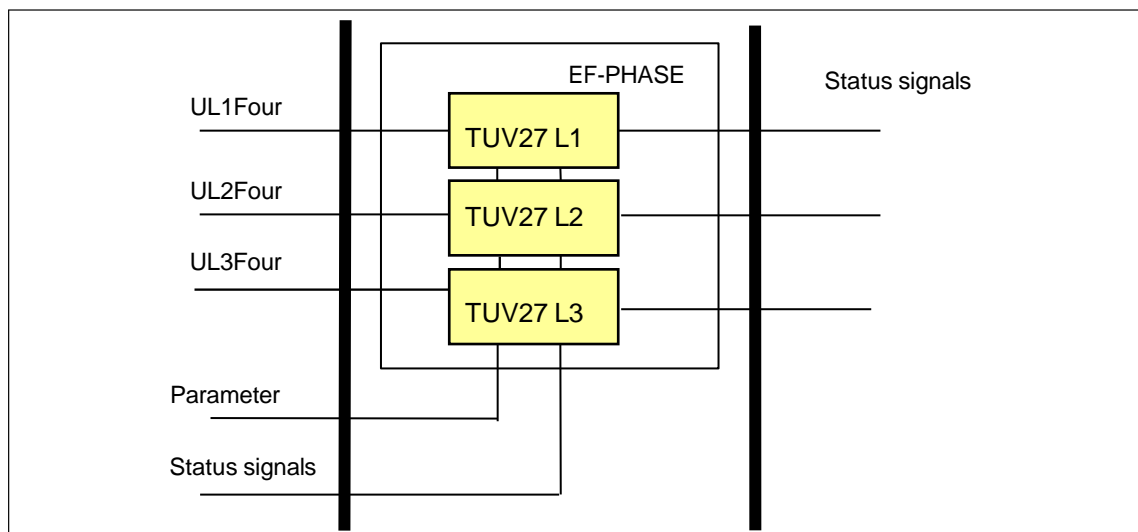 EF-PHASE
Status signals
UL1Four
TUV27 L1
UL2Four
TUV27 L2
UL3Four
TUV27 L3
Parameter
Status signals